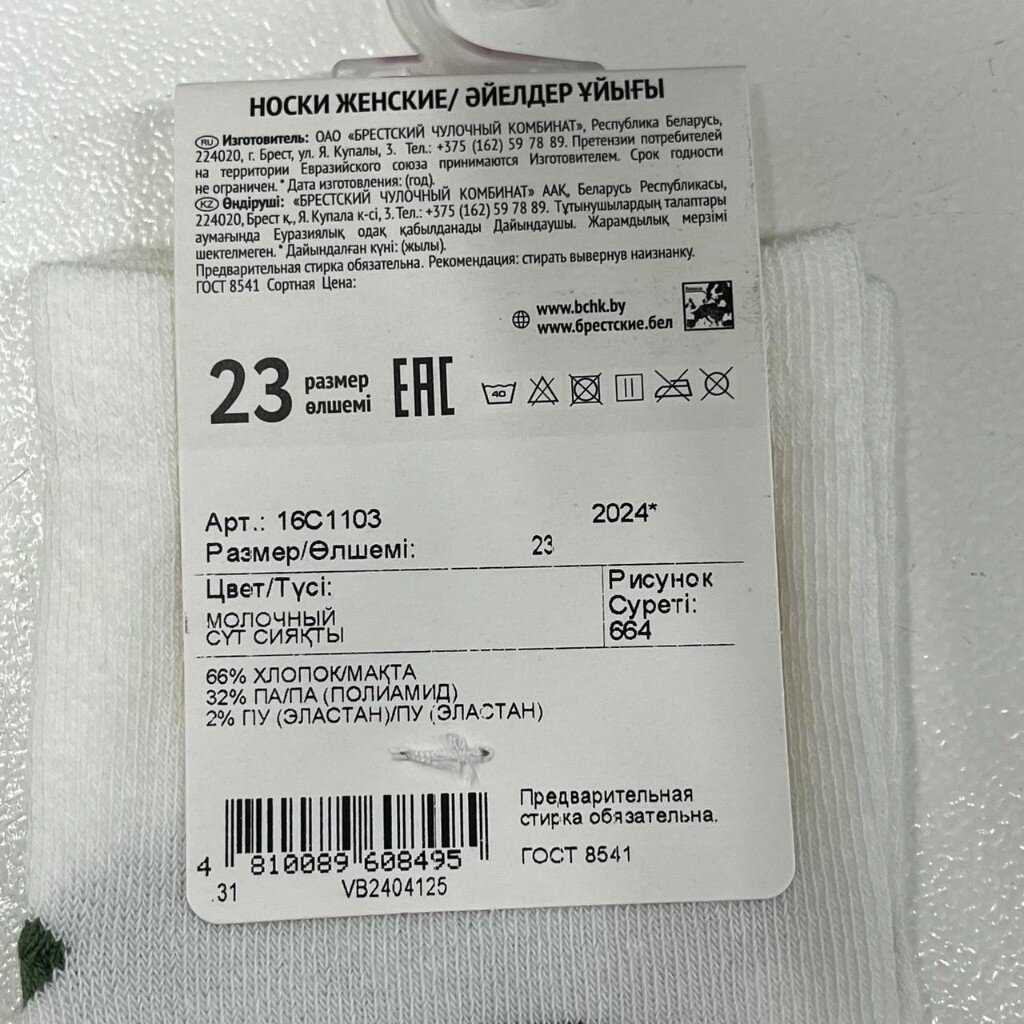 НОСКИ ЖЕНСКИЕ/ ӘЙЕЛДЕР ҰЙЫҒЫ
RU Изготовитель: ОАО «БРЕСТСКИЙ ЧУЛОЧНЫЙ КОМБИНАТ», Республика Беларусь,
224020, г. Брест, ул. Я. Купалы, 3. Тел.: +375 (162) 59 78 89. Претензии потребителей
на территории Евразийского союза принимаются Изготовителем. Срок годности
не ограничен.* Дата изготовления: (год).
KZ Өндіруші: «БРЕСТСКИЙ ЧУЛОЧНЫЙ КОМБИНАТ» ААҚ, Беларусь Республикасы,
224020, Брест қ., Я. Купала к-сі, 3. Тел.: +375 (162) 59 78 89. Тұтынушылардың талаптары
аумағында Еуразиялық одақ қабылданады Дайындаушы. Жарамдылық мерзімі
шектелмеген.* Дайындалған күні: (жылы).
Предварительная стирка обязательна. Рекомендация: стирать вывернув наизнанку.
ГОСТ 8541 Сортная Цена:
www.bchk.by
www.брестские.бел
23 размер
өлшемі
EAC
40
Арт.: 16С1103 2024*
Размер/Өлшемі: 23
Цвет/Түсі:
МОЛОЧНЫЙ
СҮТ СИЯҚТЫ
Рисунок
Суреті:
664
66% ХЛОПОК/МАҚТА
32% ПА/ПА (ПОЛИАМИД)
2% ПУ (ЭЛАСТАН)/ПУ (ЭЛАСТАН)
Предварительная
стирка обязательна.
ГОСТ 8541
4 810089 608495
.31 VB2404125